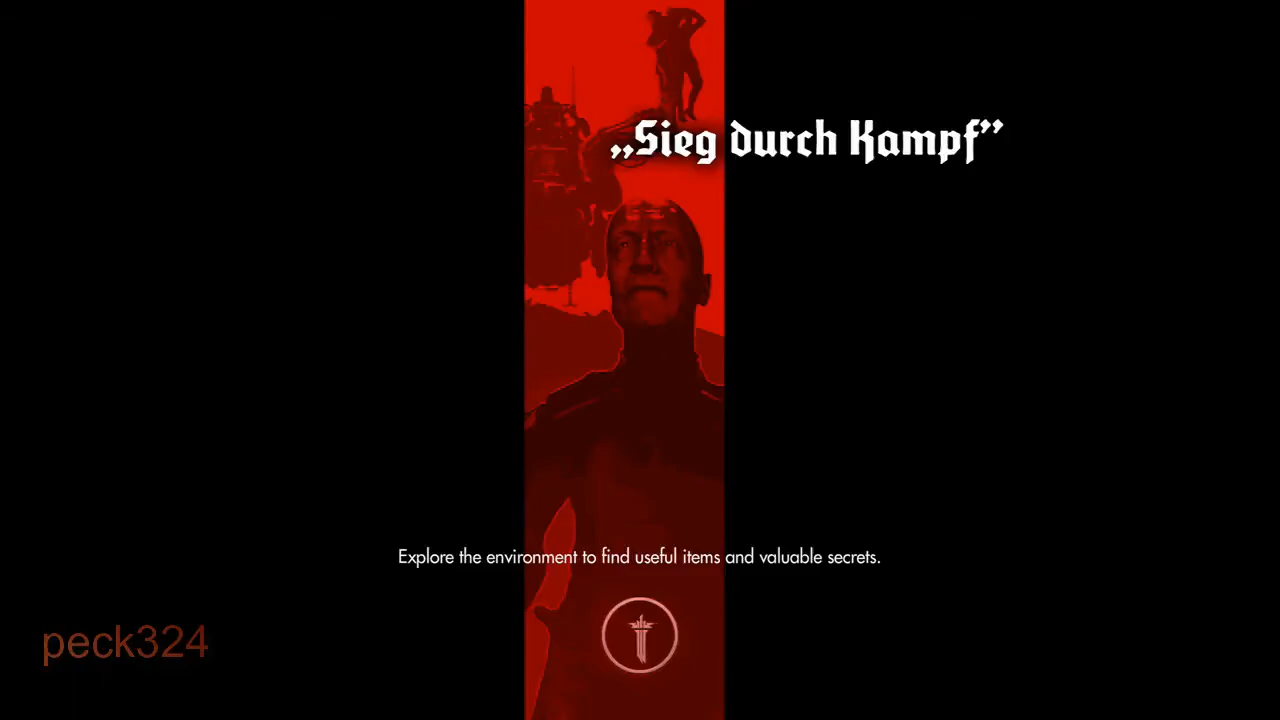 „Sieg durch Kampf”
Explore the environment to find useful items and valuable secrets.
peck324